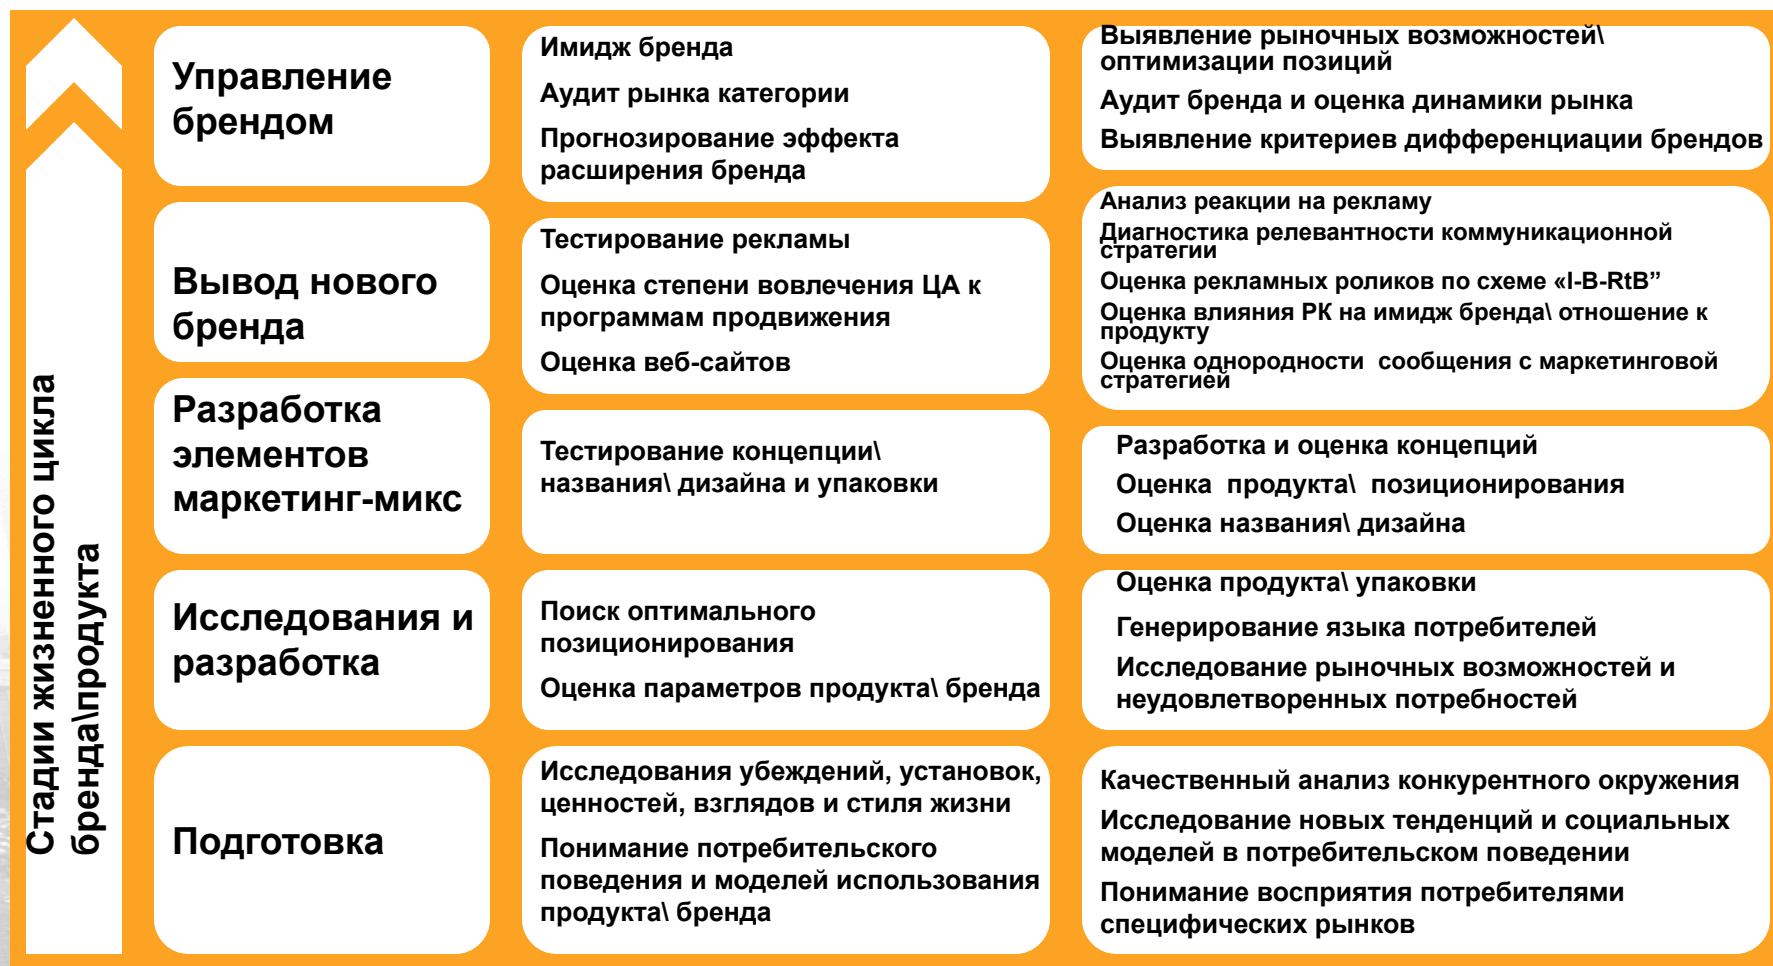 Стадии жизненного цикла
бренда\продукта
Управление
брендом
Имидж бренда
Аудит рынка категории
Прогнозирование эффекта
расширения бренда
Выявление рыночных возможностей\
оптимизации позиций
Аудит бренда и оценка динамики рынка
Выявление критериев дифференциации брендов
Вывод нового
бренда
Тестирование рекламы
Оценка степени вовлечения ЦА к
программам продвижения
Оценка веб-сайтов
Анализ реакции на рекламу
Диагностика релевантности коммуникационной
стратегии
Оценка рекламных роликов по схеме «I-B-RtB”
Оценка влияния РК на имидж бренда\ отношение к
продукту
Оценка однородности  сообщения с маркетинговой
стратегией
Разработка
элементов
маркетинг-микс
Тестирование концепции\
названия\ дизайна и упаковки
Разработка и оценка концепций
Оценка  продукта\  позиционирования
Оценка названия\ дизайна
Исследования и
разработка
Поиск оптимального
позиционирования
Оценка параметров продукта\ бренда
Оценка продукта\ упаковки
Генерирование языка потребителей
Исследование рыночных возможностей и
неудовлетворенных потребностей
Подготовка
Исследования убеждений, установок,
ценностей, взглядов и стиля жизни
Понимание потребительского
поведения и моделей использования
продукта\ бренда
Качественный анализ конкурентного окружения
Исследование новых тенденций и социальных
моделей в потребительском поведении
Понимание восприятия потребителями
специфических рынков